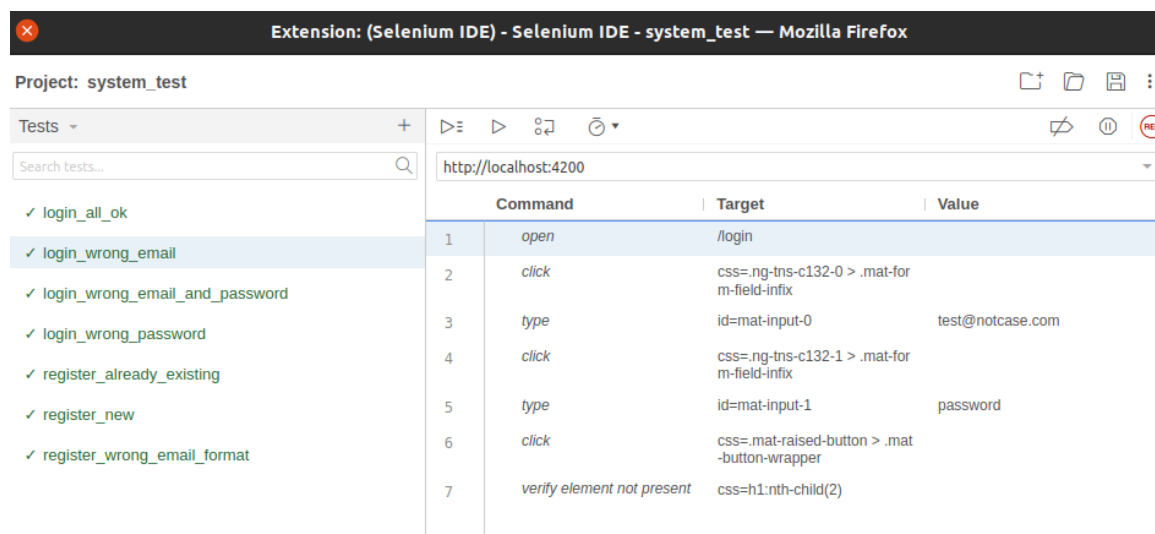 Extension: (Selenium IDE) - Selenium IDE - system_test — Mozilla Firefox
Project: system_test
Tests
Search tests...
✓ login_all_ok
✓ login_wrong_email
✓ login_wrong_email_and_password
✓ login_wrong_password
✓ register_already_existing
✓ register_new
✓ register_wrong_email_format
http://localhost:4200
Command Target Value
1 open /login
2 click css=.ng-tns-c132-0 > .mat-for
m-field-infix
3 type id=mat-input-0 test@notcase.com
4 click css=.ng-tns-c132-1 > .mat-for
m-field-infix
5 type id=mat-input-1 password
6 click css=.mat-raised-button > .mat
-button-wrapper
7 verify element not present css=h1:nth-child(2)